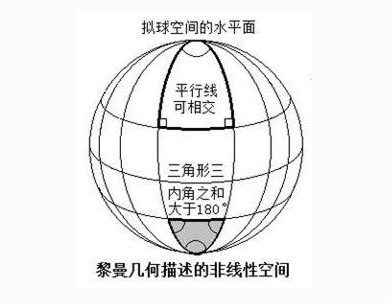 拟球空间的水平面
平行线
可相交
三角形三
内角之和
大于180°
黎曼几何描述的非线性空间